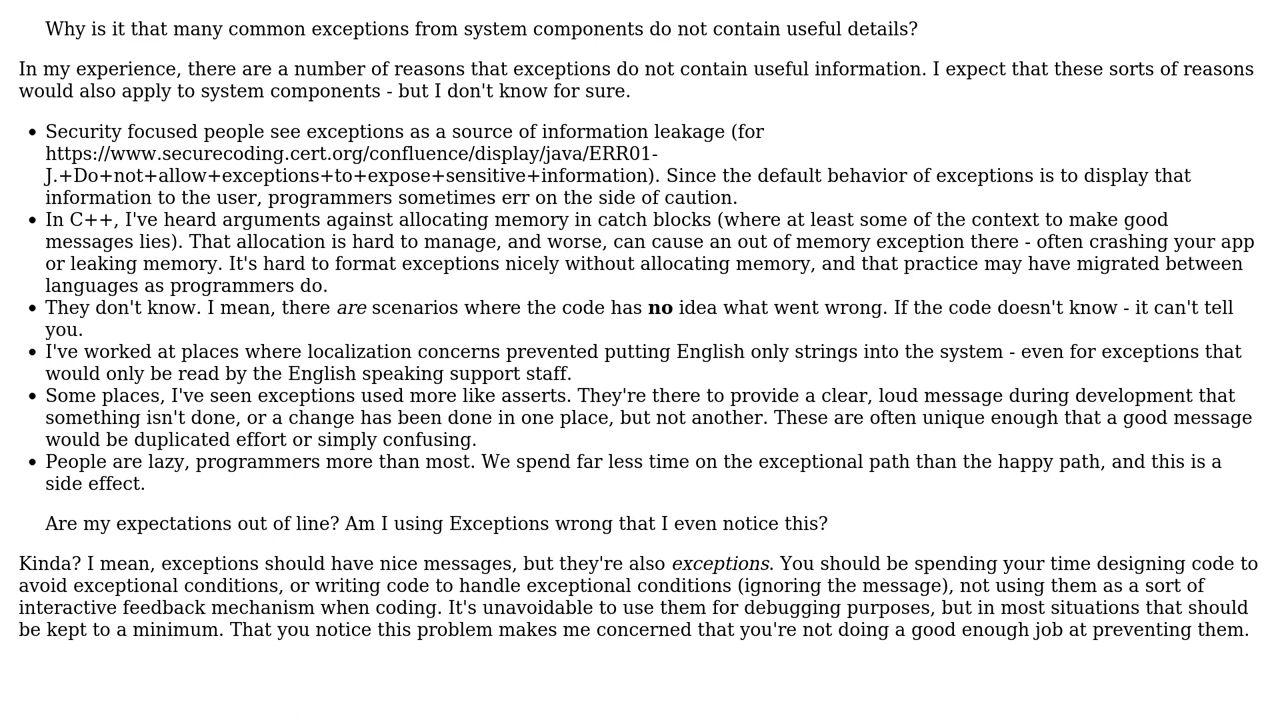 Why is it that many common exceptions from system components do not contain useful details?
In my experience, there are a number of reasons that exceptions do not contain useful information. I expect that these sorts of reasons
would also apply to system components - but I don't know for sure.
• Security focused people see exceptions as a source of information leakage (for
https://www.securecoding.cert.org/confluence/display/java/ERR01-
J.+Do+not+allow+exceptions+to+expose+sensitive+information). Since the default behavior of exceptions is to display that
information to the user, programmers sometimes err on the side of caution.
• In C++, I've heard arguments against allocating memory in catch blocks (where at least some of the context to make good
messages lies). That allocation is hard to manage, and worse, can cause an out of memory exception there - often crashing your app
or leaking memory. It's hard to format exceptions nicely without allocating memory, and that practice may have migrated between
languages as programmers do.
• They don't know. I mean, there are scenarios where the code has no idea what went wrong. If the code doesn't know - it can't tell
you.
• I've worked at places where localization concerns prevented putting English only strings into the system - even for exceptions that
would only be read by the English speaking support staff.
• Some places, I've seen exceptions used more like asserts. They're there to provide a clear, loud message during development that
something isn't done, or a change has been done in one place, but not another. These are often unique enough that a good message
would be duplicated effort or simply confusing.
• People are lazy, programmers more than most. We spend far less time on the exceptional path than the happy path, and this is a
side effect.
Are my expectations out of line? Am I using Exceptions wrong that I even notice this?
Kinda? I mean, exceptions should have nice messages, but they're also exceptions. You should be spending your time designing code to
avoid exceptional conditions, or writing code to handle exceptional conditions (ignoring the message), not using them as a sort of
interactive feedback mechanism when coding. It's unavoidable to use them for debugging purposes, but in most situations that should
be kept to a minimum. That you notice this problem makes me concerned that you're not doing a good enough job at preventing them.